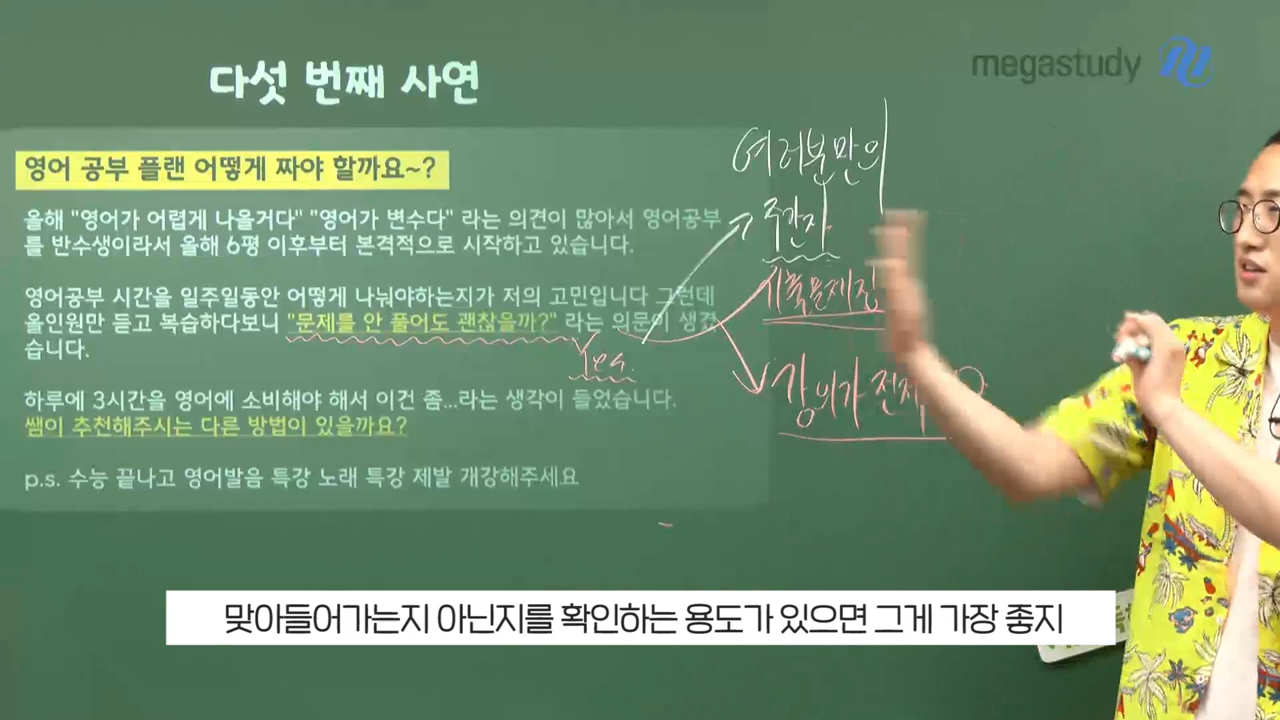 다섯 번째 사연
megastudy
영어 공부 플랜 어떻게 짜야 할까요~?
올해 "영어가 어렵게 나올거다" "영어가 변수다" 라는 의견이 많아서 영어공부
를 반수생이라서 올해 6평 이후부터 본격적으로 시작하고 있습니다.
영어공부 시간을 일주일동안 어떻게 나눠야하는지가 저의 고민입니다 그런데
올인원만 듣고 복습하다보니 "문제를 안 풀어도 괜찮을까?" 라는 의문이 생겼
습니다.
하루에 3시간을 영어에 소비해야 해서 이건 좀...라는 생각이 들었습니다.
쌤이 추천해주시는 다른 방법이 있을까요?
p.s. 수능 끝나고 영어발음 특강 노래 특강 제발 개강해주세요
여러분만의
주간지
기출문제집
Yes.
강의가
맞아들어가는지 아닌지를 확인하는 용도가 있으면 그게 가장 좋지